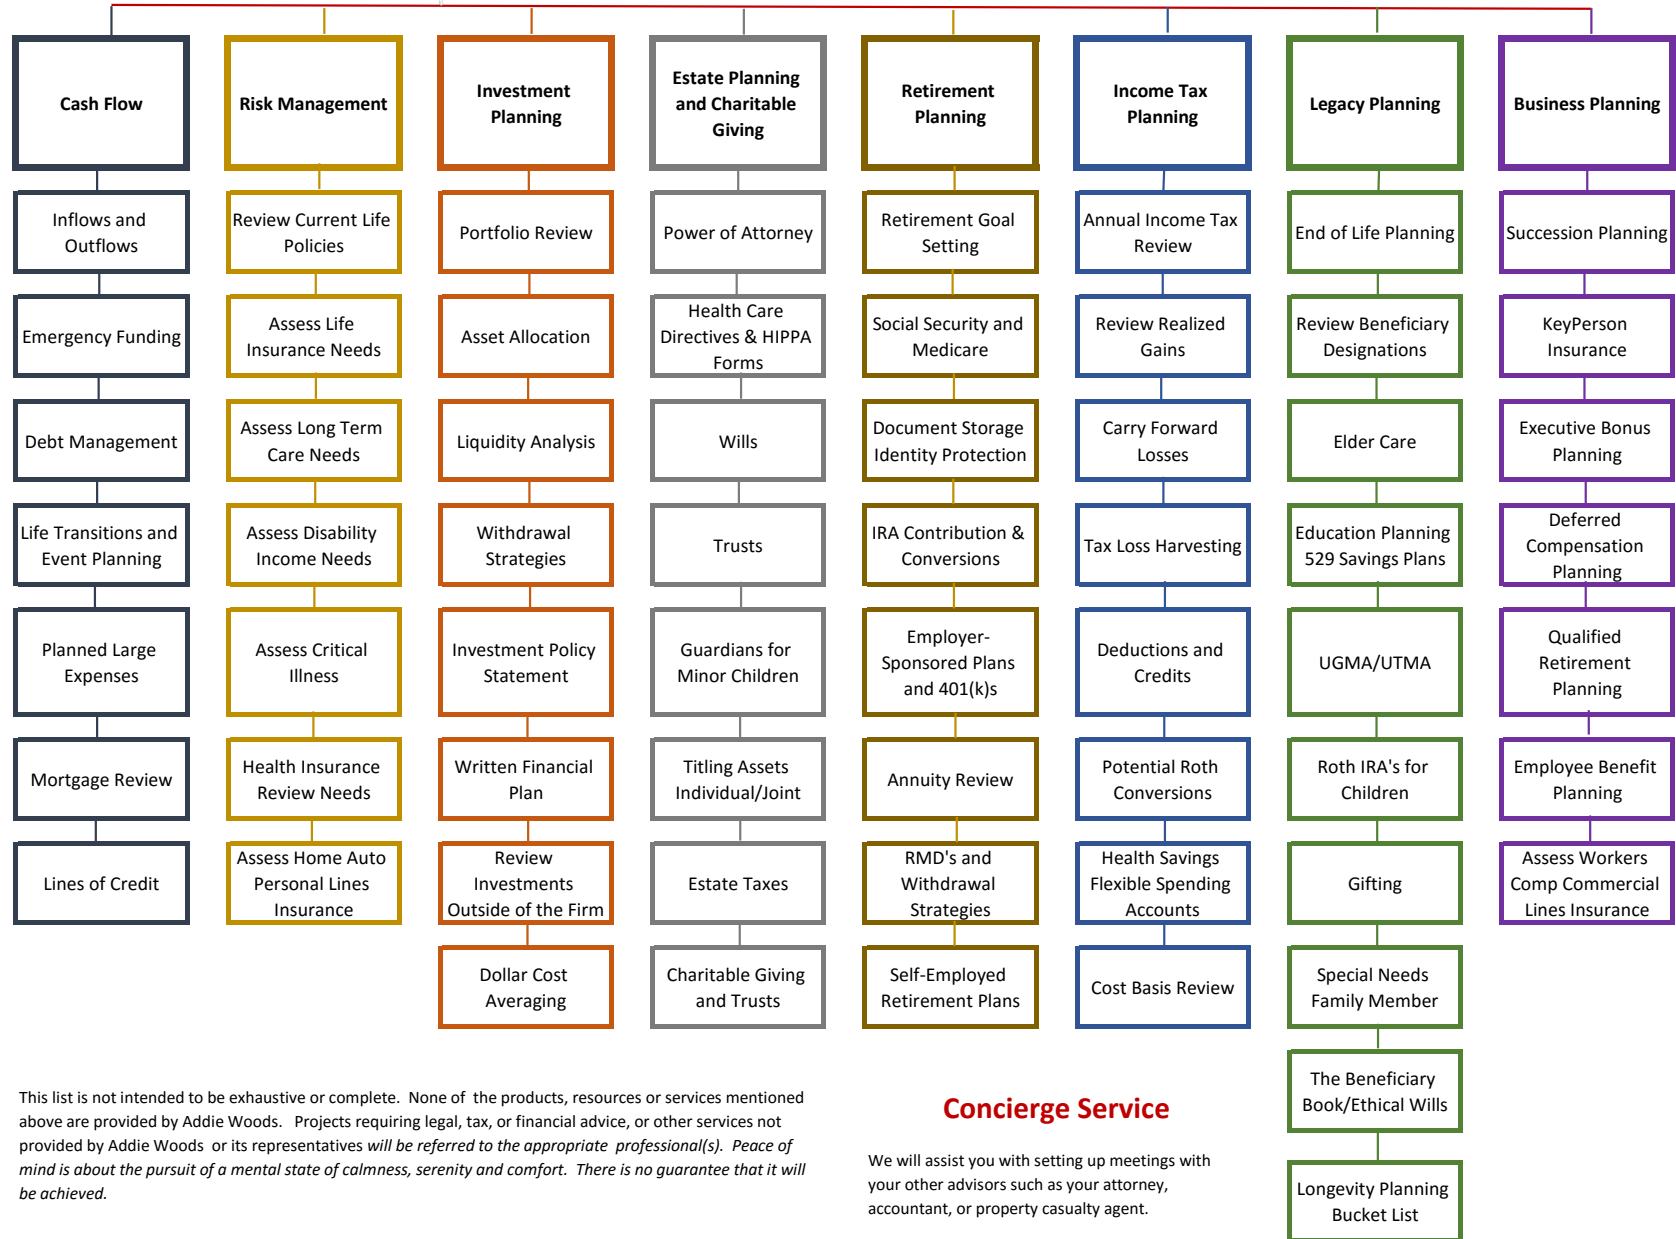 Cash Flow
Risk Management
Investment
Planning
Estate Planning
and Charitable
Giving
Retirement
Planning
Income Tax
Planning
Legacy Planning
Business Planning
Inflows and
Outflows
Emergency Funding
Debt Management
Life Transitions and
Event Planning
Planned Large
Expenses
Mortgage Review
Lines of Credit
Review Current Life
Policies
Assess Life
Insurance Needs
Assess Long Term
Care Needs
Assess Disability
Income Needs
Assess Critical
Illness
Health Insurance
Review Needs
Assess Home Auto
Personal Lines
Insurance
Portfolio Review
Asset Allocation
Liquidity Analysis
Withdrawal
Strategies
Investment Policy
Statement
Written Financial
Plan
Review
Investments
Outside of the Firm
Dollar Cost
Averaging
Power of Attorney
Health Care
Directives & HIPPA
Forms
Wills
Trusts
Guardians for
Minor Children
Titling Assets
Individual/Joint
Estate Taxes
Charitable Giving
and Trusts
Retirement Goal
Setting
Social Security and
Medicare
Document Storage
Identity Protection
IRA Contribution &
Conversions
Employer-
Sponsored Plans
and 401(k)s
Annuity Review
RMD's and
Withdrawal
Strategies
Self-Employed
Retirement Plans
Annual Income Tax
Review
Review Realized
Gains
Carry Forward
Losses
Tax Loss Harvesting
Deductions and
Credits
Potential Roth
Conversions
Health Savings
Flexible Spending
Accounts
Cost Basis Review
End of Life Planning
Review Beneficiary
Designations
Elder Care
Education Planning
529 Savings Plans
UGMA/UTMA
Roth IRA's for
Children
Gifting
Special Needs
Family Member
The Beneficiary
Book/Ethical Wills
Longevity Planning
Bucket List
Succession Planning
KeyPerson
Insurance
Executive Bonus
Planning
Deferred
Compensation
Planning
Qualified
Retirement
Planning
Employee Benefit
Planning
Assess Workers
Comp Commercial
Lines Insurance
This list is not intended to be exhaustive or complete. None of the products, resources or services mentioned
above are provided by Addie Woods. Projects requiring legal, tax, or financial advice, or other services not
provided by Addie Woods or its representatives will be referred to the appropriate professional(s). Peace of
mind is about the pursuit of a mental state of calmness, serenity and comfort. There is no guarantee that it will
be achieved.
Concierge Service
We will assist you with setting up meetings with
your other advisors such as your attorney,
accountant, or property casualty agent.